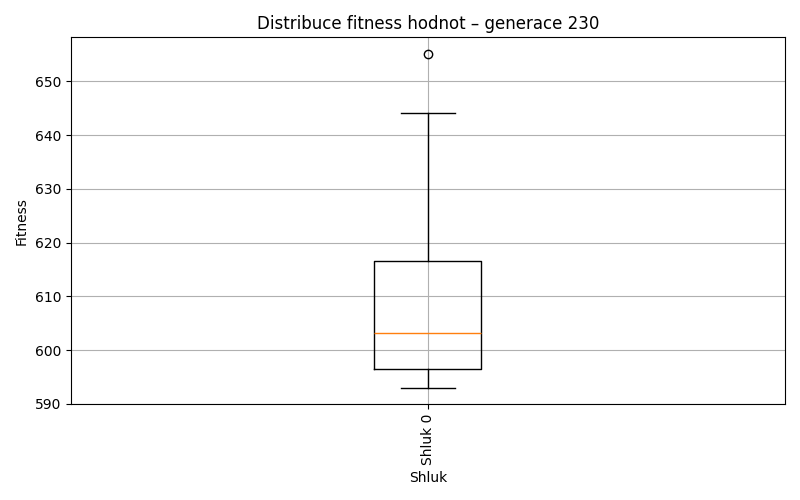 Distribuce fitness hodnot – generace 230
650
640
630
620
610
600
590
Fitness
Shluk 0
Shluk